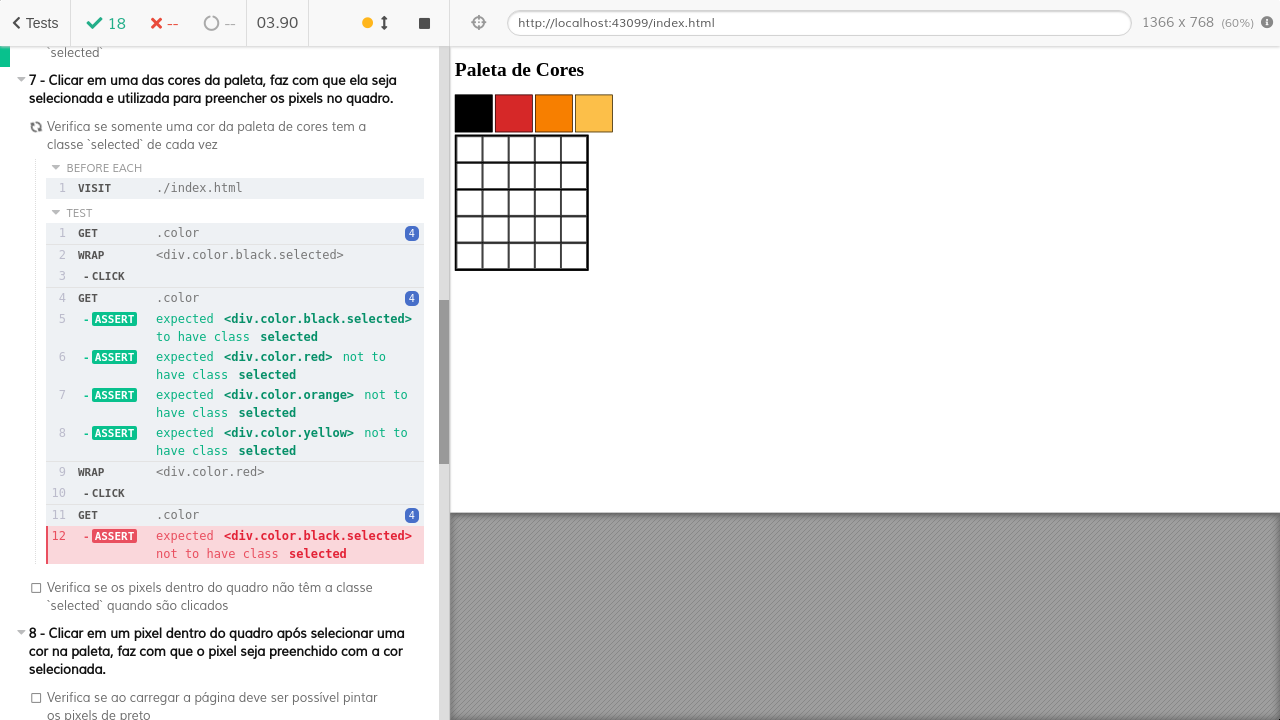 Tests
18
--
--
03.90
http://localhost:43099/index.html
1366 x 768 (60%)
`selected`
7 - Clicar em uma das cores da paleta, faz com que ela seja
selecionada e utilizada para preencher os pixels no quadro.
Verifica se somente uma cor da paleta de cores tem a
classe `selected` de cada vez
BEFORE EACH
1 VISIT ./index.html
TEST
1 GET .color 4
2 WRAP <div.color.black.selected>
3 -CLICK
4 GET .color 4
5 -ASSERT expected <div.color.black.selected>
to have class selected
6 -ASSERT expected <div.color.red> not to
have class selected
7 -ASSERT expected <div.color.orange> not to
have class selected
8 -ASSERT expected <div.color.yellow> not to
have class selected
9 WRAP <div.color.red>
10 -CLICK
11 GET .color 4
12 -ASSERT expected <div.color.black.selected>
not to have class selected
Verifica se os pixels dentro do quadro não têm a classe
`selected` quando são clicados
8 - Clicar em um pixel dentro do quadro após selecionar uma
cor na paleta, faz com que o pixel seja preenchido com a cor
selecionada.
Verifica se ao carregar a página deve ser possível pintar
os pixels de preto
Paleta de Cores